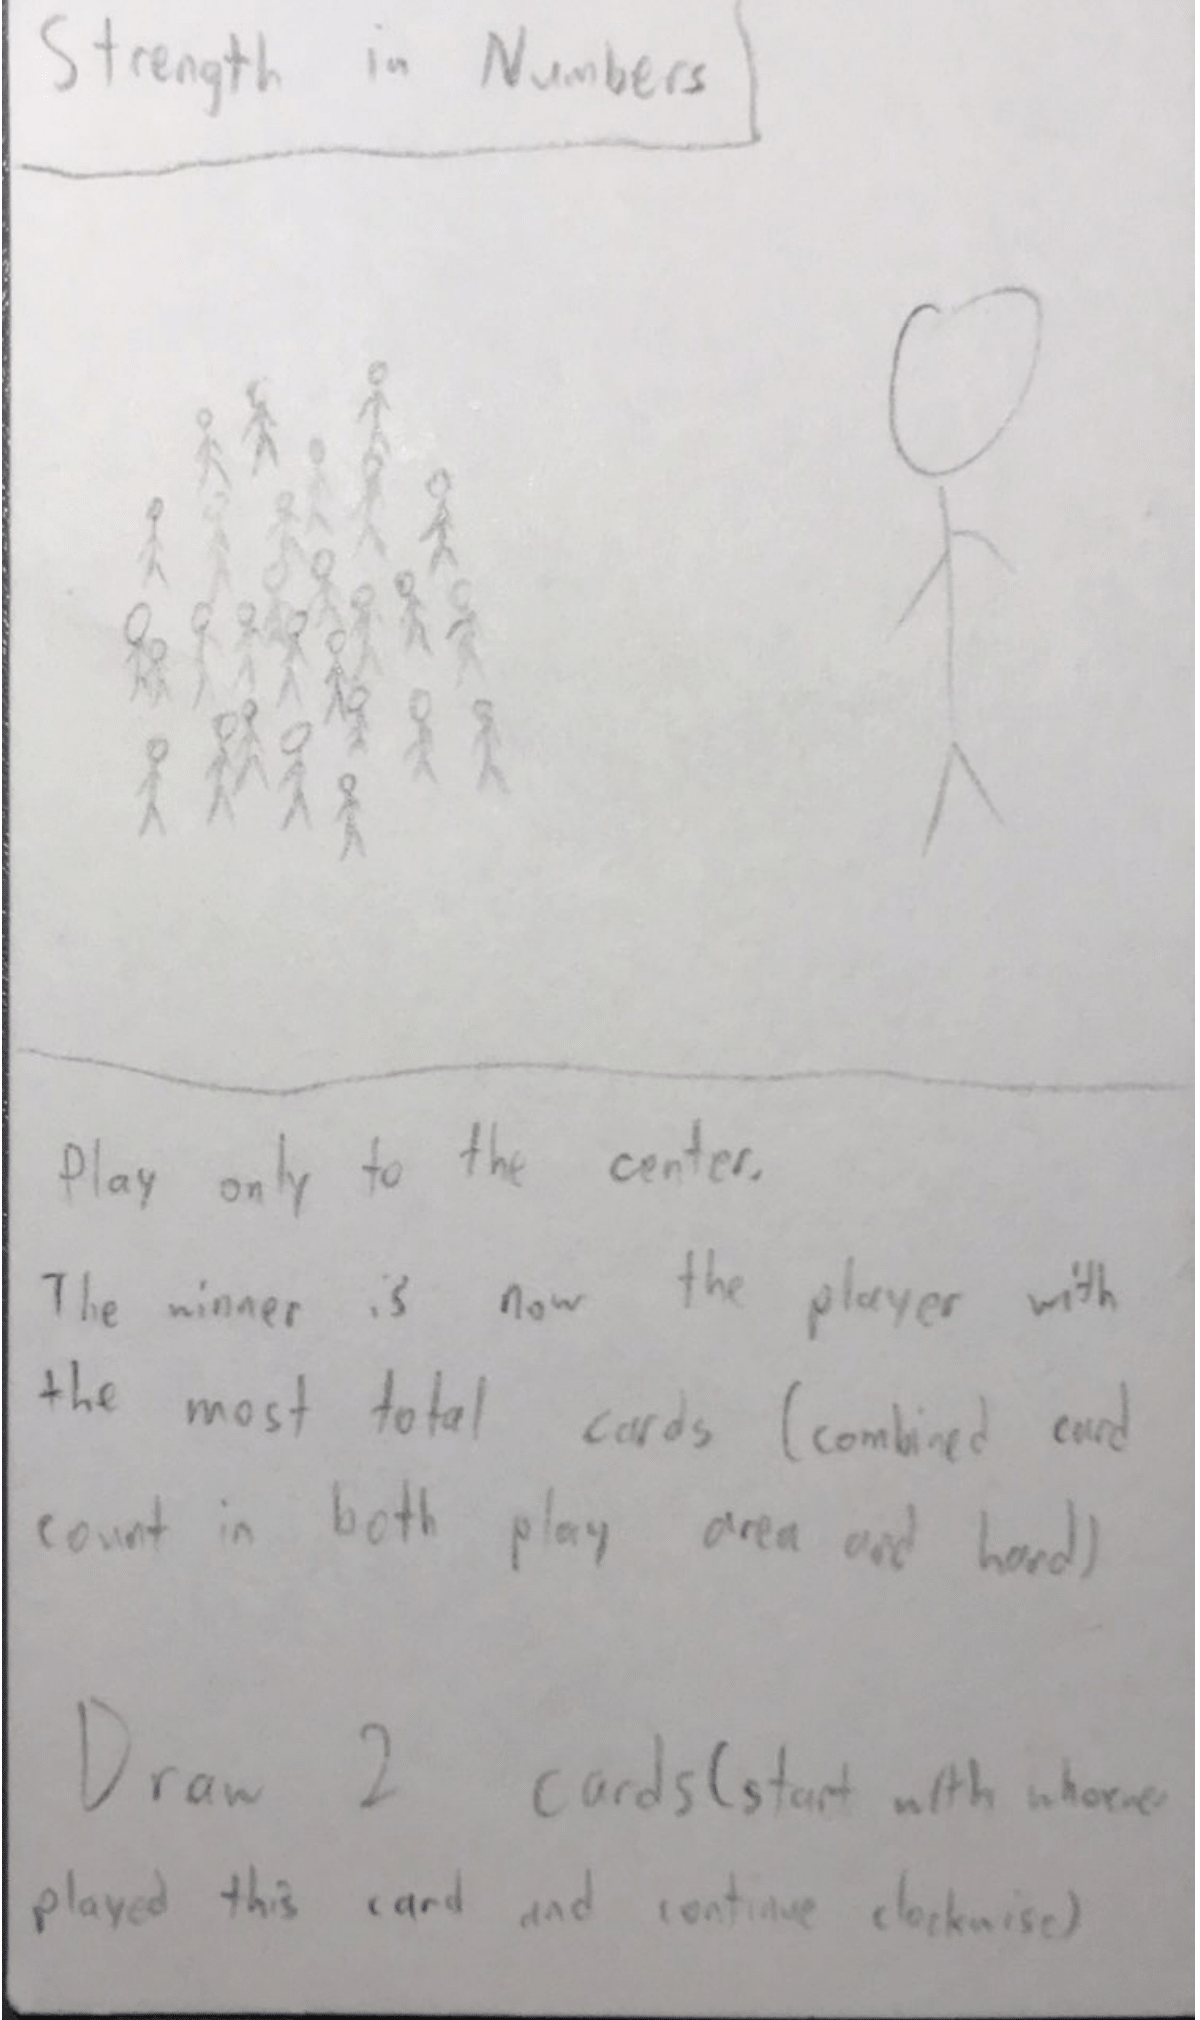 Strength in Numbers
Play only to the center.
The winner is now the player with
the most total cards (combined card
count in both play area and hand)
Draw 2 cards (start with whoever
played this card and continue clockwise)